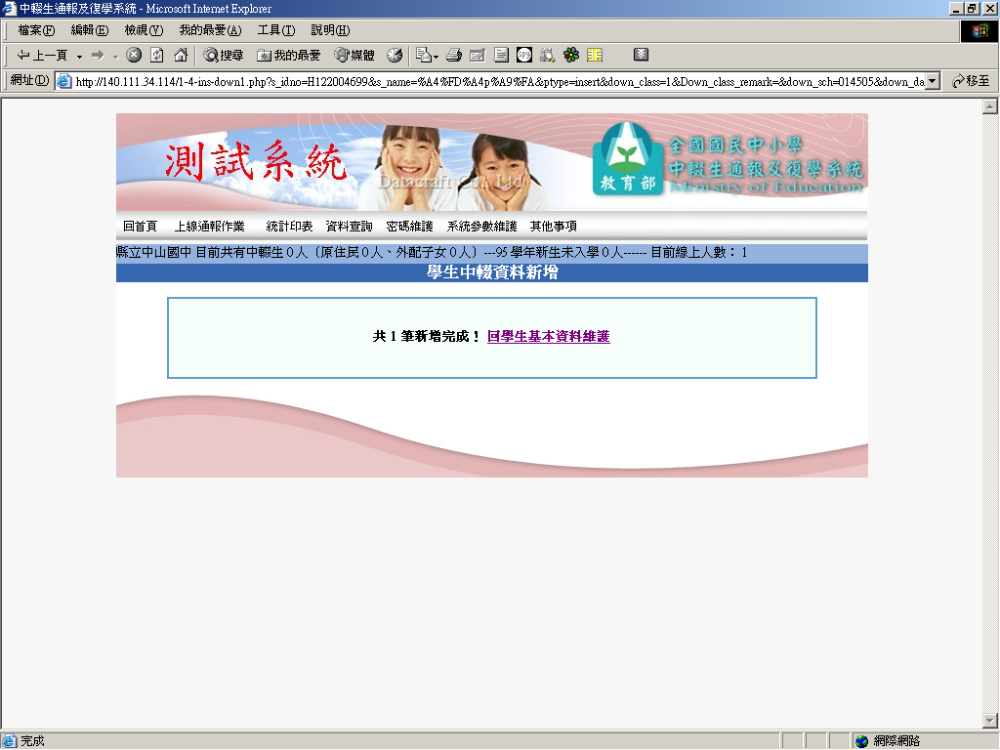 中輟生通報及復學系統 - Microsoft Internet Explorer
檔案(F) 編輯(E) 檢視(V) 我的最愛(A) 工具(T) 說明(H)
上一頁 搜尋 我的最愛 媒體
網址(D) http://140.111.34.114/1-4-ins-down1.php?s_idno=H122004699&s_name=%A4%FD%A4p%A9%FA&ptype=insert&down_class=1&Down_class_remark=&down_sch=014505&down_da 移至
測試系統
Datacraft Co., Ltd
教育部
全國國民中小學
中輟生通報及復學系統
Ministry of Education
回首頁 上線通報作業 統計印表 資料查詢 密碼維護 系統參數維護 其他事項
縣立中山國中 目前共有中輟生 0 人〔原住民 0 人、外配子女 0 人〕---95 學年新生未入學 0 人------ 目前線上人數： 1
學生中輟資料新增
共 1 筆新增完成！ 回學生基本資料維護
完成 網際網路